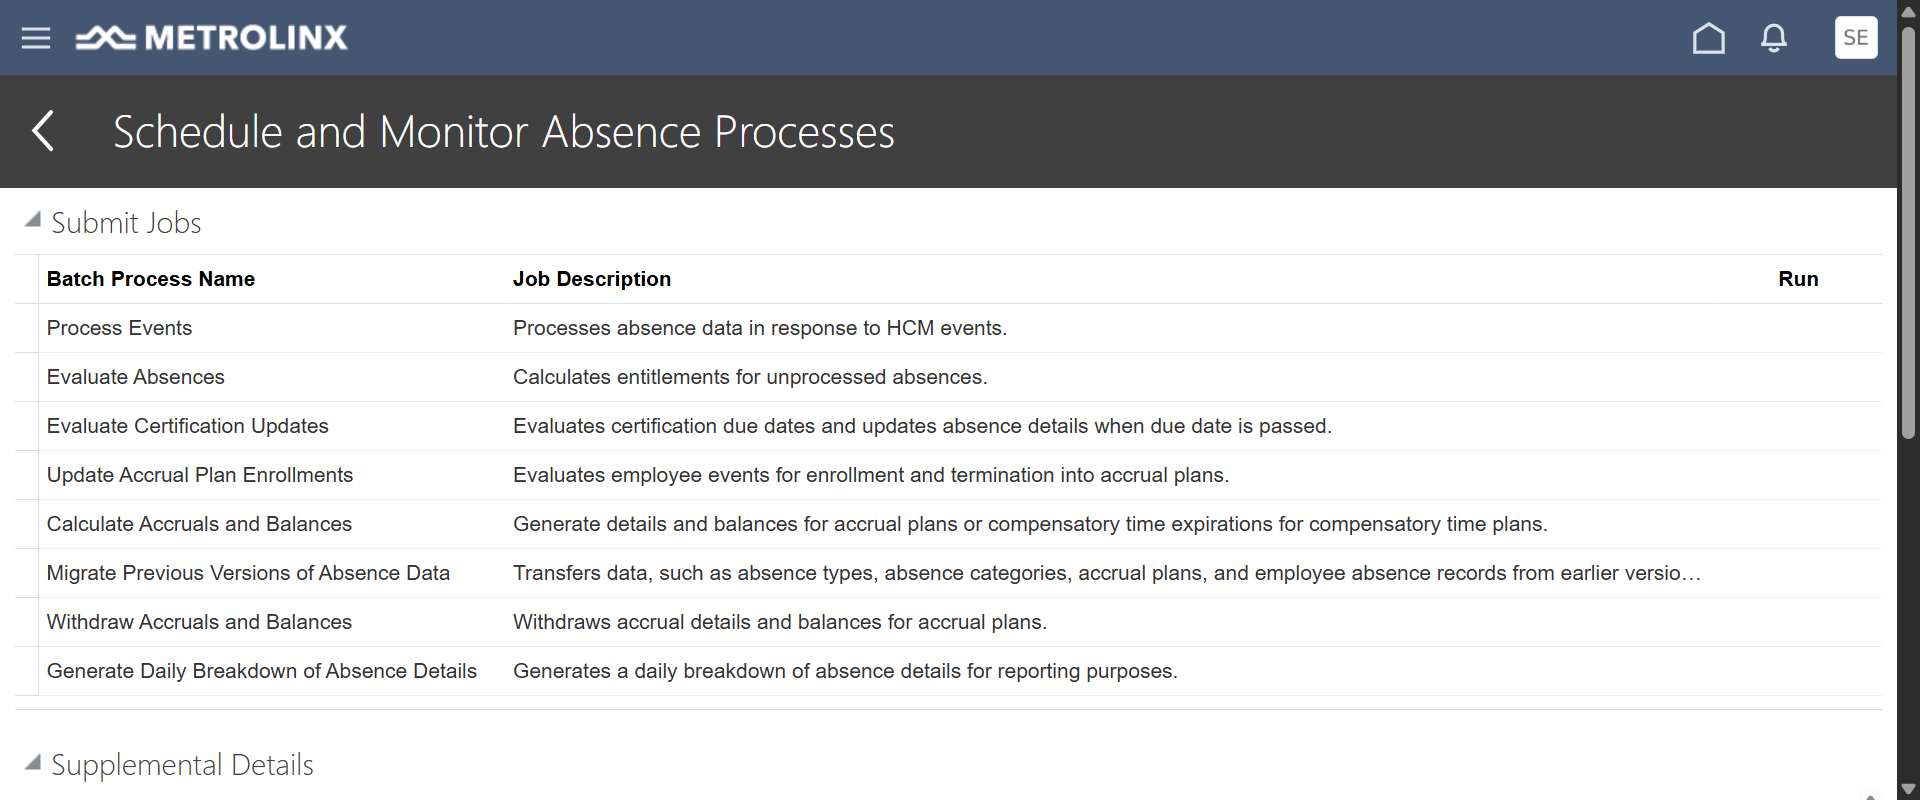 METROLINX
SE
Schedule and Monitor Absence Processes
Submit Jobs
Batch Process Name Job Description Run
Process Events Processes absence data in response to HCM events.
Evaluate Absences Calculates entitlements for unprocessed absences.
Evaluate Certification Updates Evaluates certification due dates and updates absence details when due date is passed.
Update Accrual Plan Enrollments Evaluates employee events for enrollment and termination into accrual plans.
Calculate Accruals and Balances Generate details and balances for accrual plans or compensatory time expirations for compensatory time plans.
Migrate Previous Versions of Absence Data Transfers data, such as absence types, absence categories, accrual plans, and employee absence records from earlier versio…
Withdraw Accruals and Balances Withdraws accrual details and balances for accrual plans.
Generate Daily Breakdown of Absence Details Generates a daily breakdown of absence details for reporting purposes.
Supplemental Details